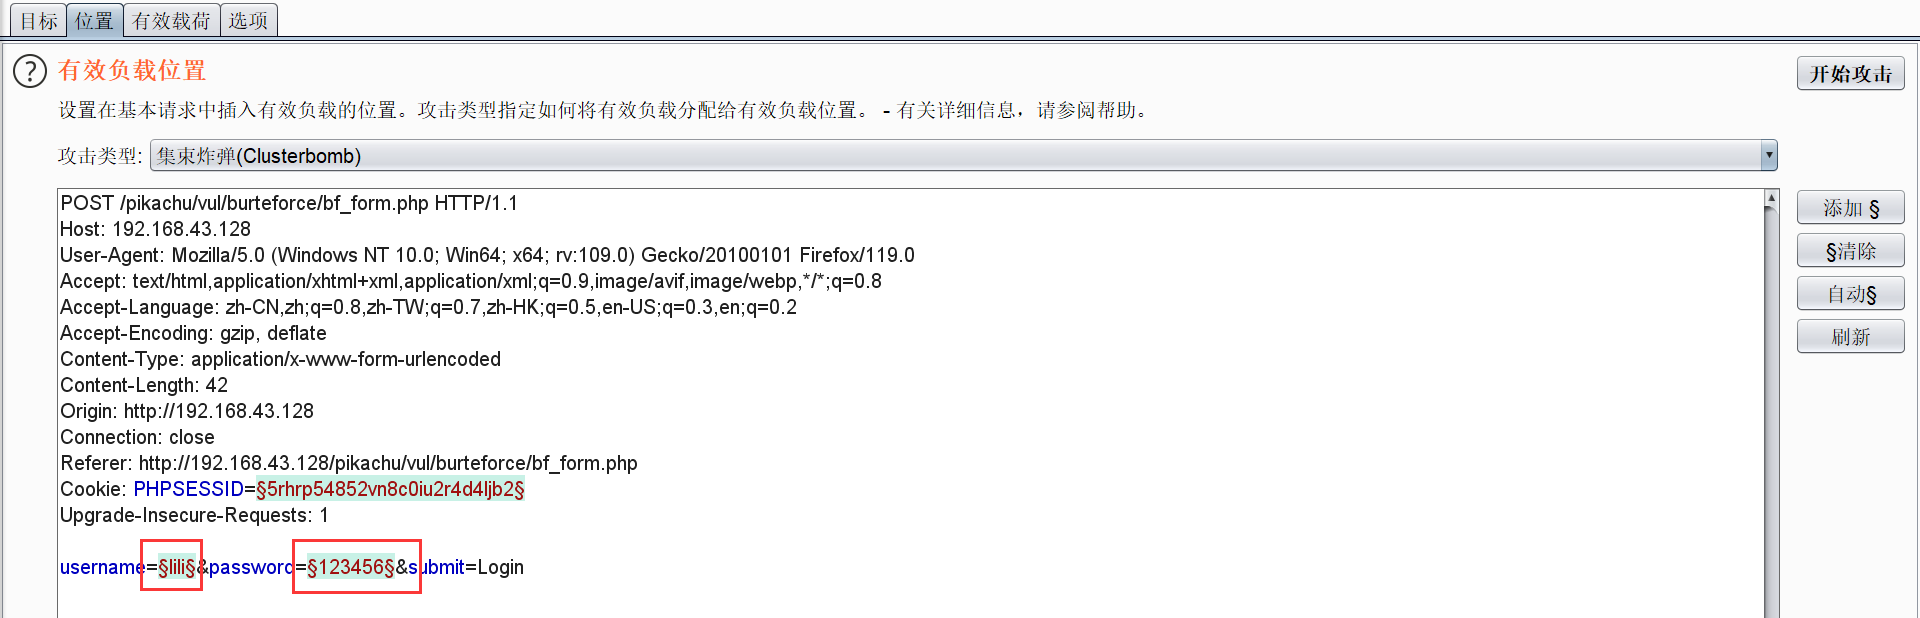 目标 位置 有效载荷 选项
? 有效负载位置 开始攻击
设置在基本请求中插入有效负载的位置。攻击类型指定如何将有效负载分配给有效负载位置。 - 有关详细信息，请参阅帮助。
攻击类型: 集束炸弹(Clusterbomb)
POST /pikachu/vul/burteforce/bf_form.php HTTP/1.1
添加 §
Host: 192.168.43.128
User-Agent: Mozilla/5.0 (Windows NT 10.0; Win64; x64; rv:109.0) Gecko/20100101 Firefox/119.0
§清除
Accept: text/html,application/xhtml+xml,application/xml;q=0.9,image/avif,image/webp,*/*;q=0.8
自动§
Accept-Language: zh-CN,zh;q=0.8,zh-TW;q=0.7,zh-HK;q=0.5,en-US;q=0.3,en;q=0.2
Accept-Encoding: gzip, deflate
刷新
Content-Type: application/x-www-form-urlencoded
Content-Length: 42
Origin: http://192.168.43.128
Connection: close
Referer: http://192.168.43.128/pikachu/vul/burteforce/bf_form.php
Cookie: PHPSESSID=§5rhrp54852vn8c0iu2r4d4ljb2§
Upgrade-Insecure-Requests: 1
username=§lili§&password=§123456§&submit=Login